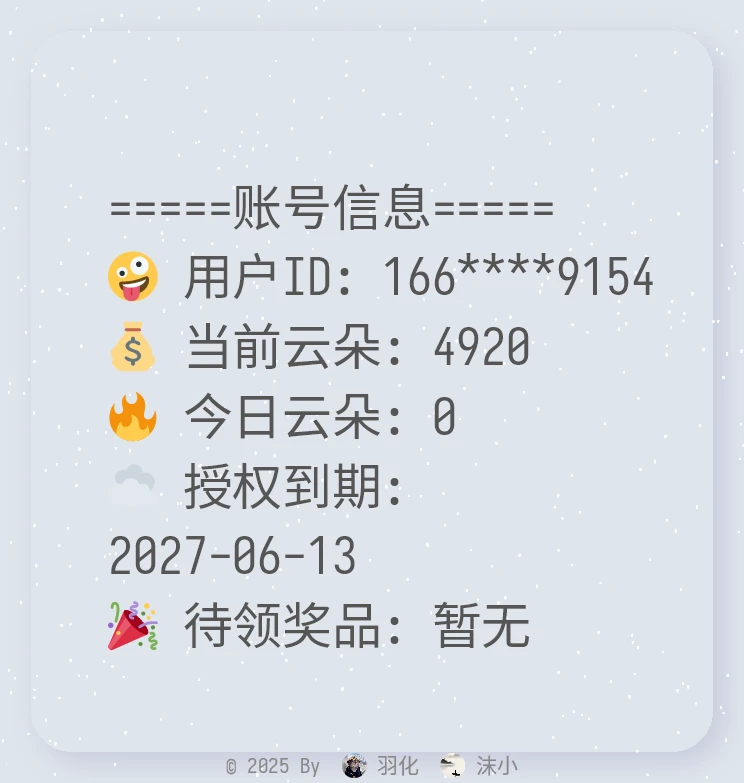 =====账号信息=====
🤪 用户ID: 166****9154
💰 当前云朵: 4920
🔥 今日云朵: 0
☁️ 授权到期:
2027-06-13
🎉 待领奖品: 暂无
© 2025 By 羽化 沫小